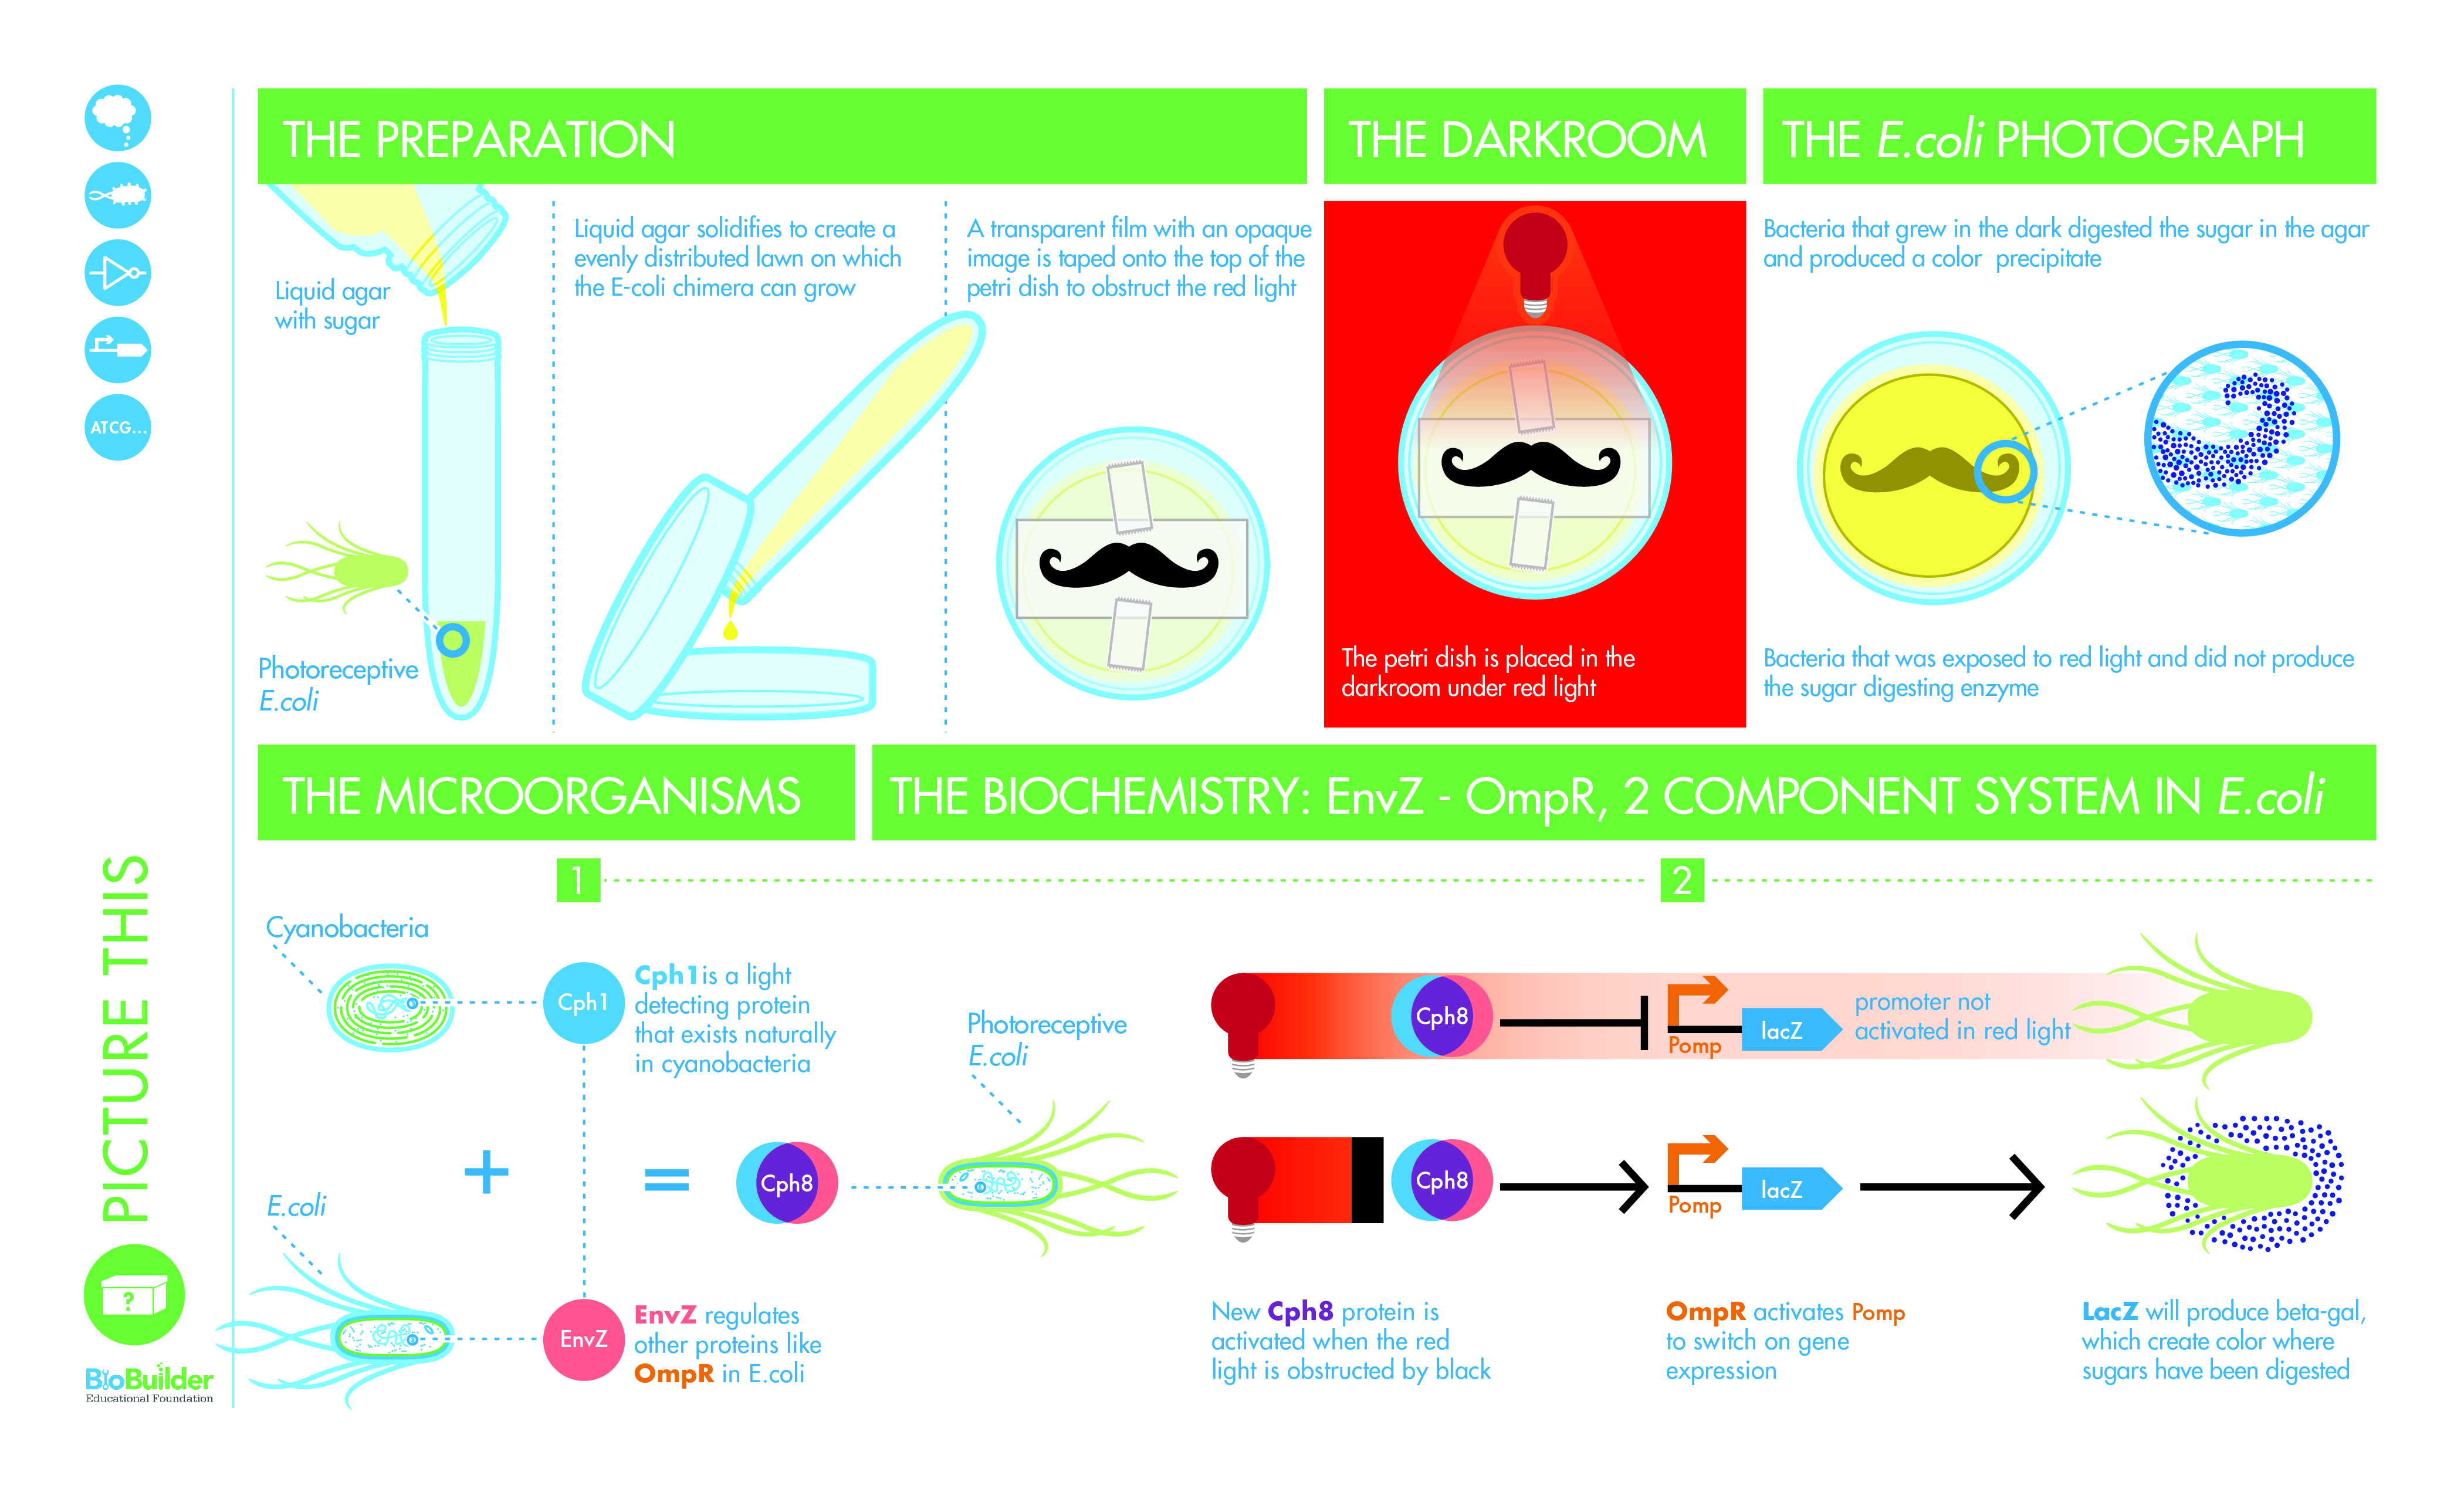 THE PREPARATION
Liquid agar
with sugar
Photoreceptive
E.coli
Liquid agar solidifies to create a
evenly distributed lawn on which
the E-coli chimera can grow
A transparent film with an opaque
image is taped onto the top of the
petri dish to obstruct the red light
THE DARKROOM
The petri dish is placed in the
darkroom under red light
THE E.coli PHOTOGRAPH
Bacteria that grew in the dark digested the sugar in the agar
and produced a color precipitate
Bacteria that was exposed to red light and did not produce
the sugar digesting enzyme
ATCG...
PICTURE THIS
?
BioBuilder
Educational Foundation
THE MICROORGANISMS
1
Cyanobacteria
Cph1
Cph1 is a light
detecting protein
that exists naturally
in cyanobacteria
+
=
E.coli
EnvZ
EnvZ regulates
other proteins like
OmpR in E.coli
Cph8
Photoreceptive
E.coli
THE BIOCHEMISTRY: EnvZ - OmpR, 2 COMPONENT SYSTEM IN E.coli
2
Cph8
Pomp
lacZ
promoter not
activated in red light
Cph8
Pomp
lacZ
New Cph8 protein is
activated when the red
light is obstructed by black
OmpR activates Pomp
to switch on gene
expression
LacZ will produce beta-gal,
which create color where
sugars have been digested